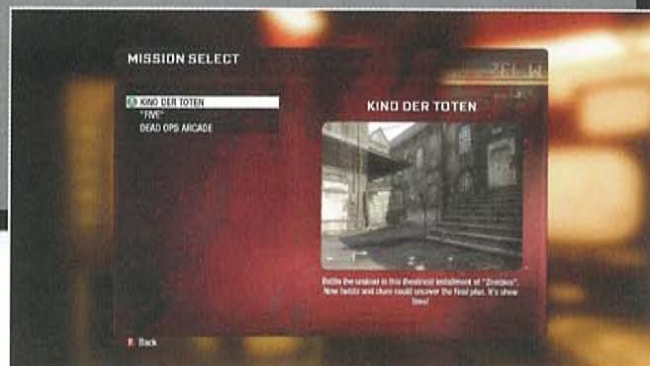 MISSION SELECT
KINO DER TOTEN
"FIVE"
DEAD OPS ARCADE
KINO DER TOTEN
Battle the undead in this theatrical installment of "Zombies".
New twists and clues could uncover the final plan. It's show
time!
B Back